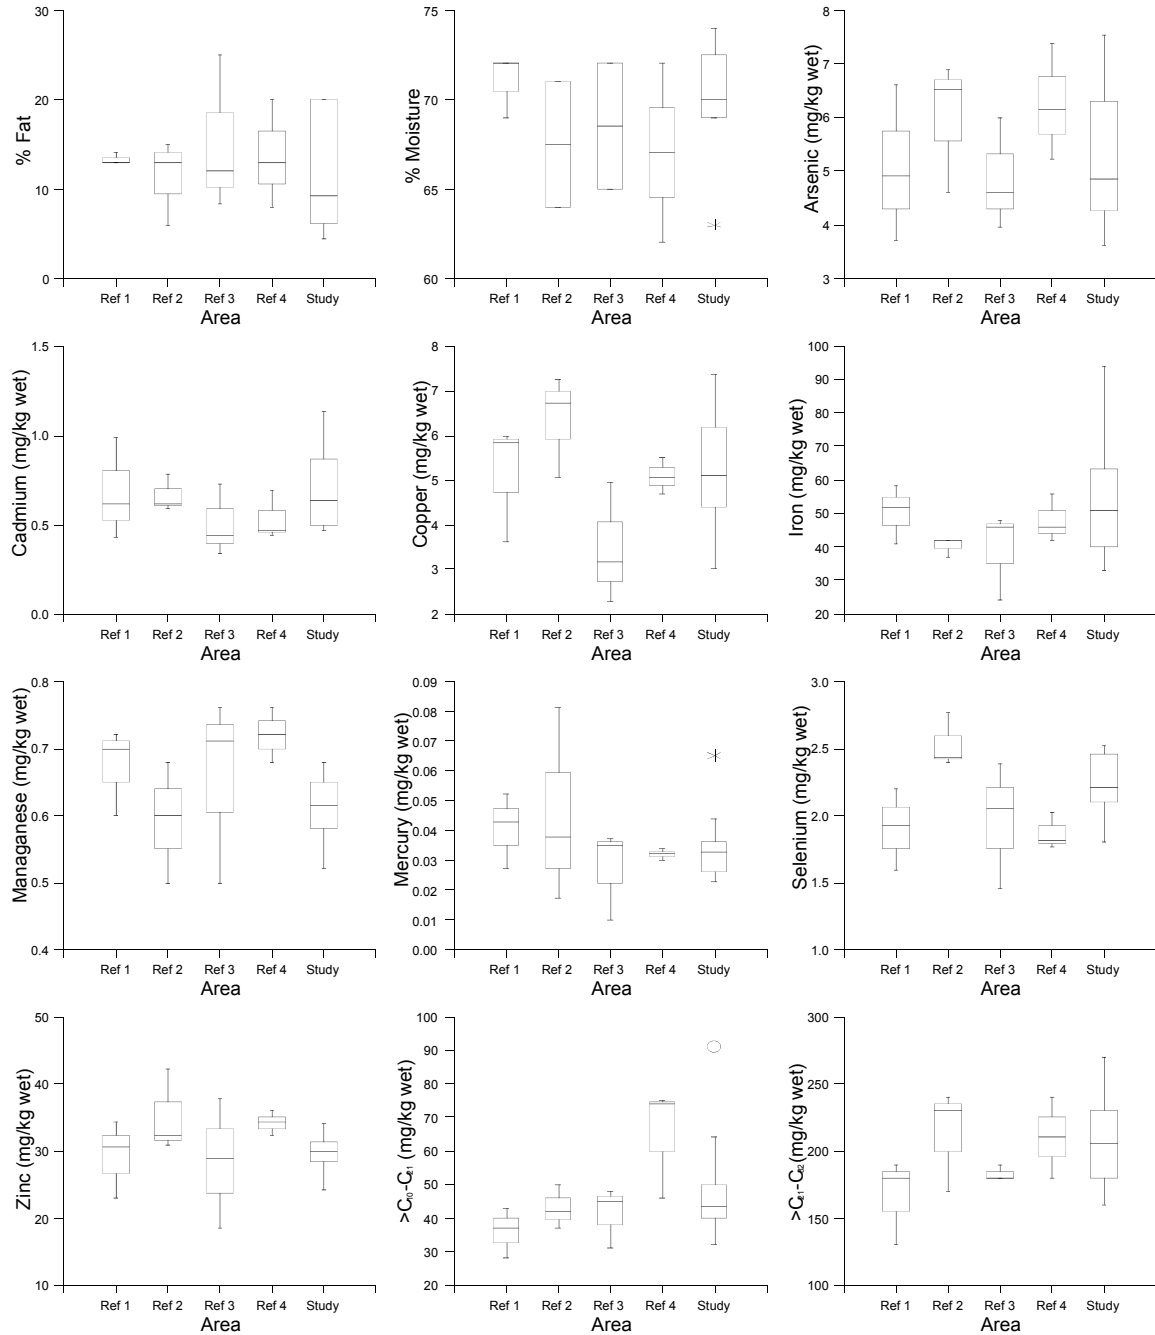 30
20
10
0
% Fat
Ref 1 Ref 2 Ref 3 Ref 4 Study
Area
75
70
65
60
% Moisture
Ref 1 Ref 2 Ref 3 Ref 4 Study
Area
8
7
6
5
4
3
Arsenic (mg/kg wet)
Ref 1 Ref 2 Ref 3 Ref 4 Study
Area
1.5
1.0
0.5
0.0
Cadmium (mg/kg wet)
Ref 1 Ref 2 Ref 3 Ref 4 Study
Area
8
7
6
5
4
3
2
Copper (mg/kg wet)
Ref 1 Ref 2 Ref 3 Ref 4 Study
Area
100
90
80
70
60
50
40
30
20
Iron (mg/kg wet)
Ref 1 Ref 2 Ref 3 Ref 4 Study
Area
0.8
0.7
0.6
0.5
0.4
Managanese (mg/kg wet)
Ref 1 Ref 2 Ref 3 Ref 4 Study
Area
0.09
0.08
0.07
0.06
0.05
0.04
0.03
0.02
0.01
0.00
Mercury (mg/kg wet)
Ref 1 Ref 2 Ref 3 Ref 4 Study
Area
3.0
2.5
2.0
1.5
1.0
Selenium (mg/kg wet)
Ref 1 Ref 2 Ref 3 Ref 4 Study
Area
50
40
30
20
10
Zinc (mg/kg wet)
Ref 1 Ref 2 Ref 3 Ref 4 Study
Area
100
90
80
70
60
50
40
30
20
>C10-C21 (mg/kg wet)
Ref 1 Ref 2 Ref 3 Ref 4 Study
Area
300
250
200
150
100
>C21-C32 (mg/kg wet)
Ref 1 Ref 2 Ref 3 Ref 4 Study
Area